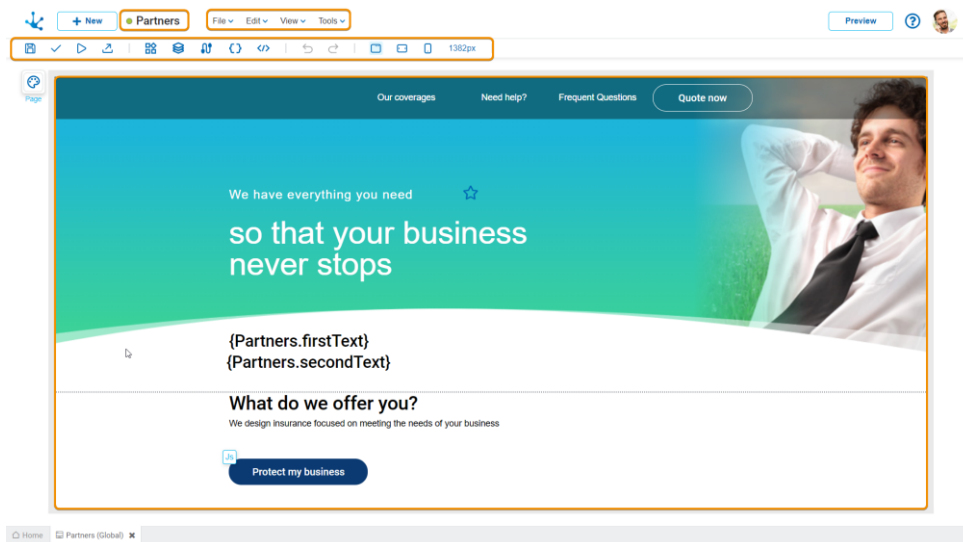 + New
Partners
File
Edit
View
Tools
Preview
1382px
Page
Our coverages
Need help?
Frequent Questions
Quote now
We have everything you need
so that your business
never stops
{Partners.firstText}
{Partners.secondText}
What do we offer you?
We design insurance focused on meeting the needs of your business
Js
Protect my business
Home
Partners (Global)